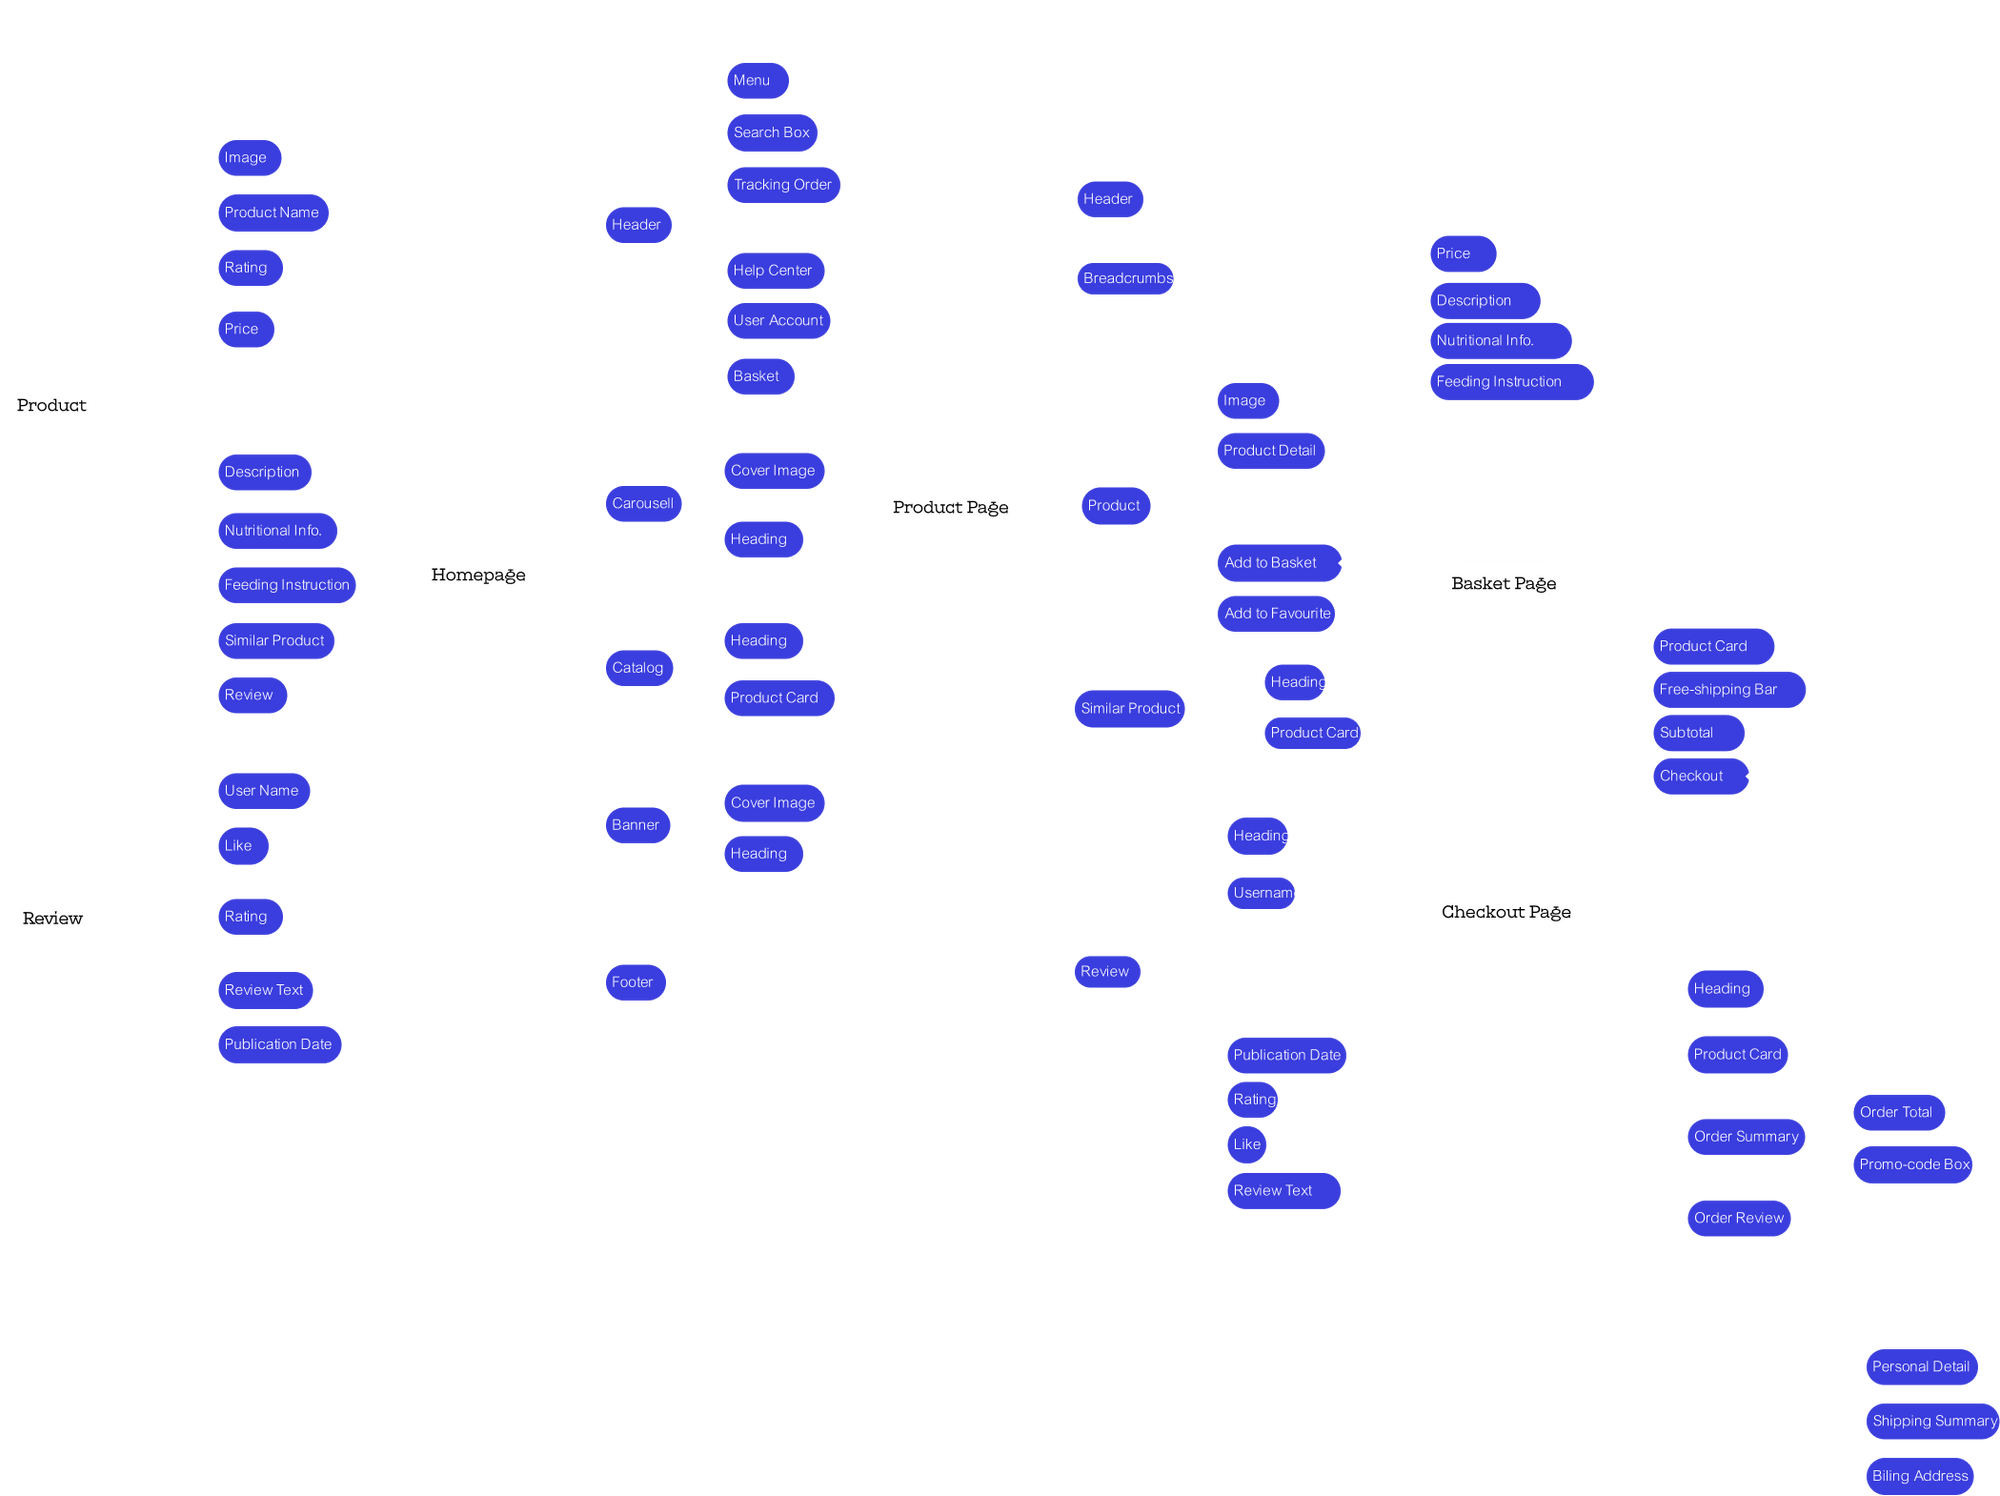 Product
Image
Product Name
Rating
Price
Description
Nutritional Info.
Feeding Instruction
Similar Product
Review
Review
User Name
Like
Rating
Review Text
Publication Date
Homepage
Header
Menu
Search Box
Tracking Order
Help Center
User Account
Basket
Carousell
Cover Image
Heading
Catalog
Heading
Product Card
Banner
Cover Image
Heading
Footer
Product Page
Header
Breadcrumbs
Product
Image
Product Detail
Price
Description
Nutritional Info.
Feeding Instruction
Add to Basket
Add to Favourite
Similar Product
Heading
Product Card
Review
Heading
Username
Publication Date
Rating
Like
Review Text
Basket Page
Product Card
Free-shipping Bar
Subtotal
Checkout
Checkout Page
Heading
Product Card
Order Summary
Order Total
Promo-code Box
Order Review
Personal Detail
Shipping Summary
Biling Address